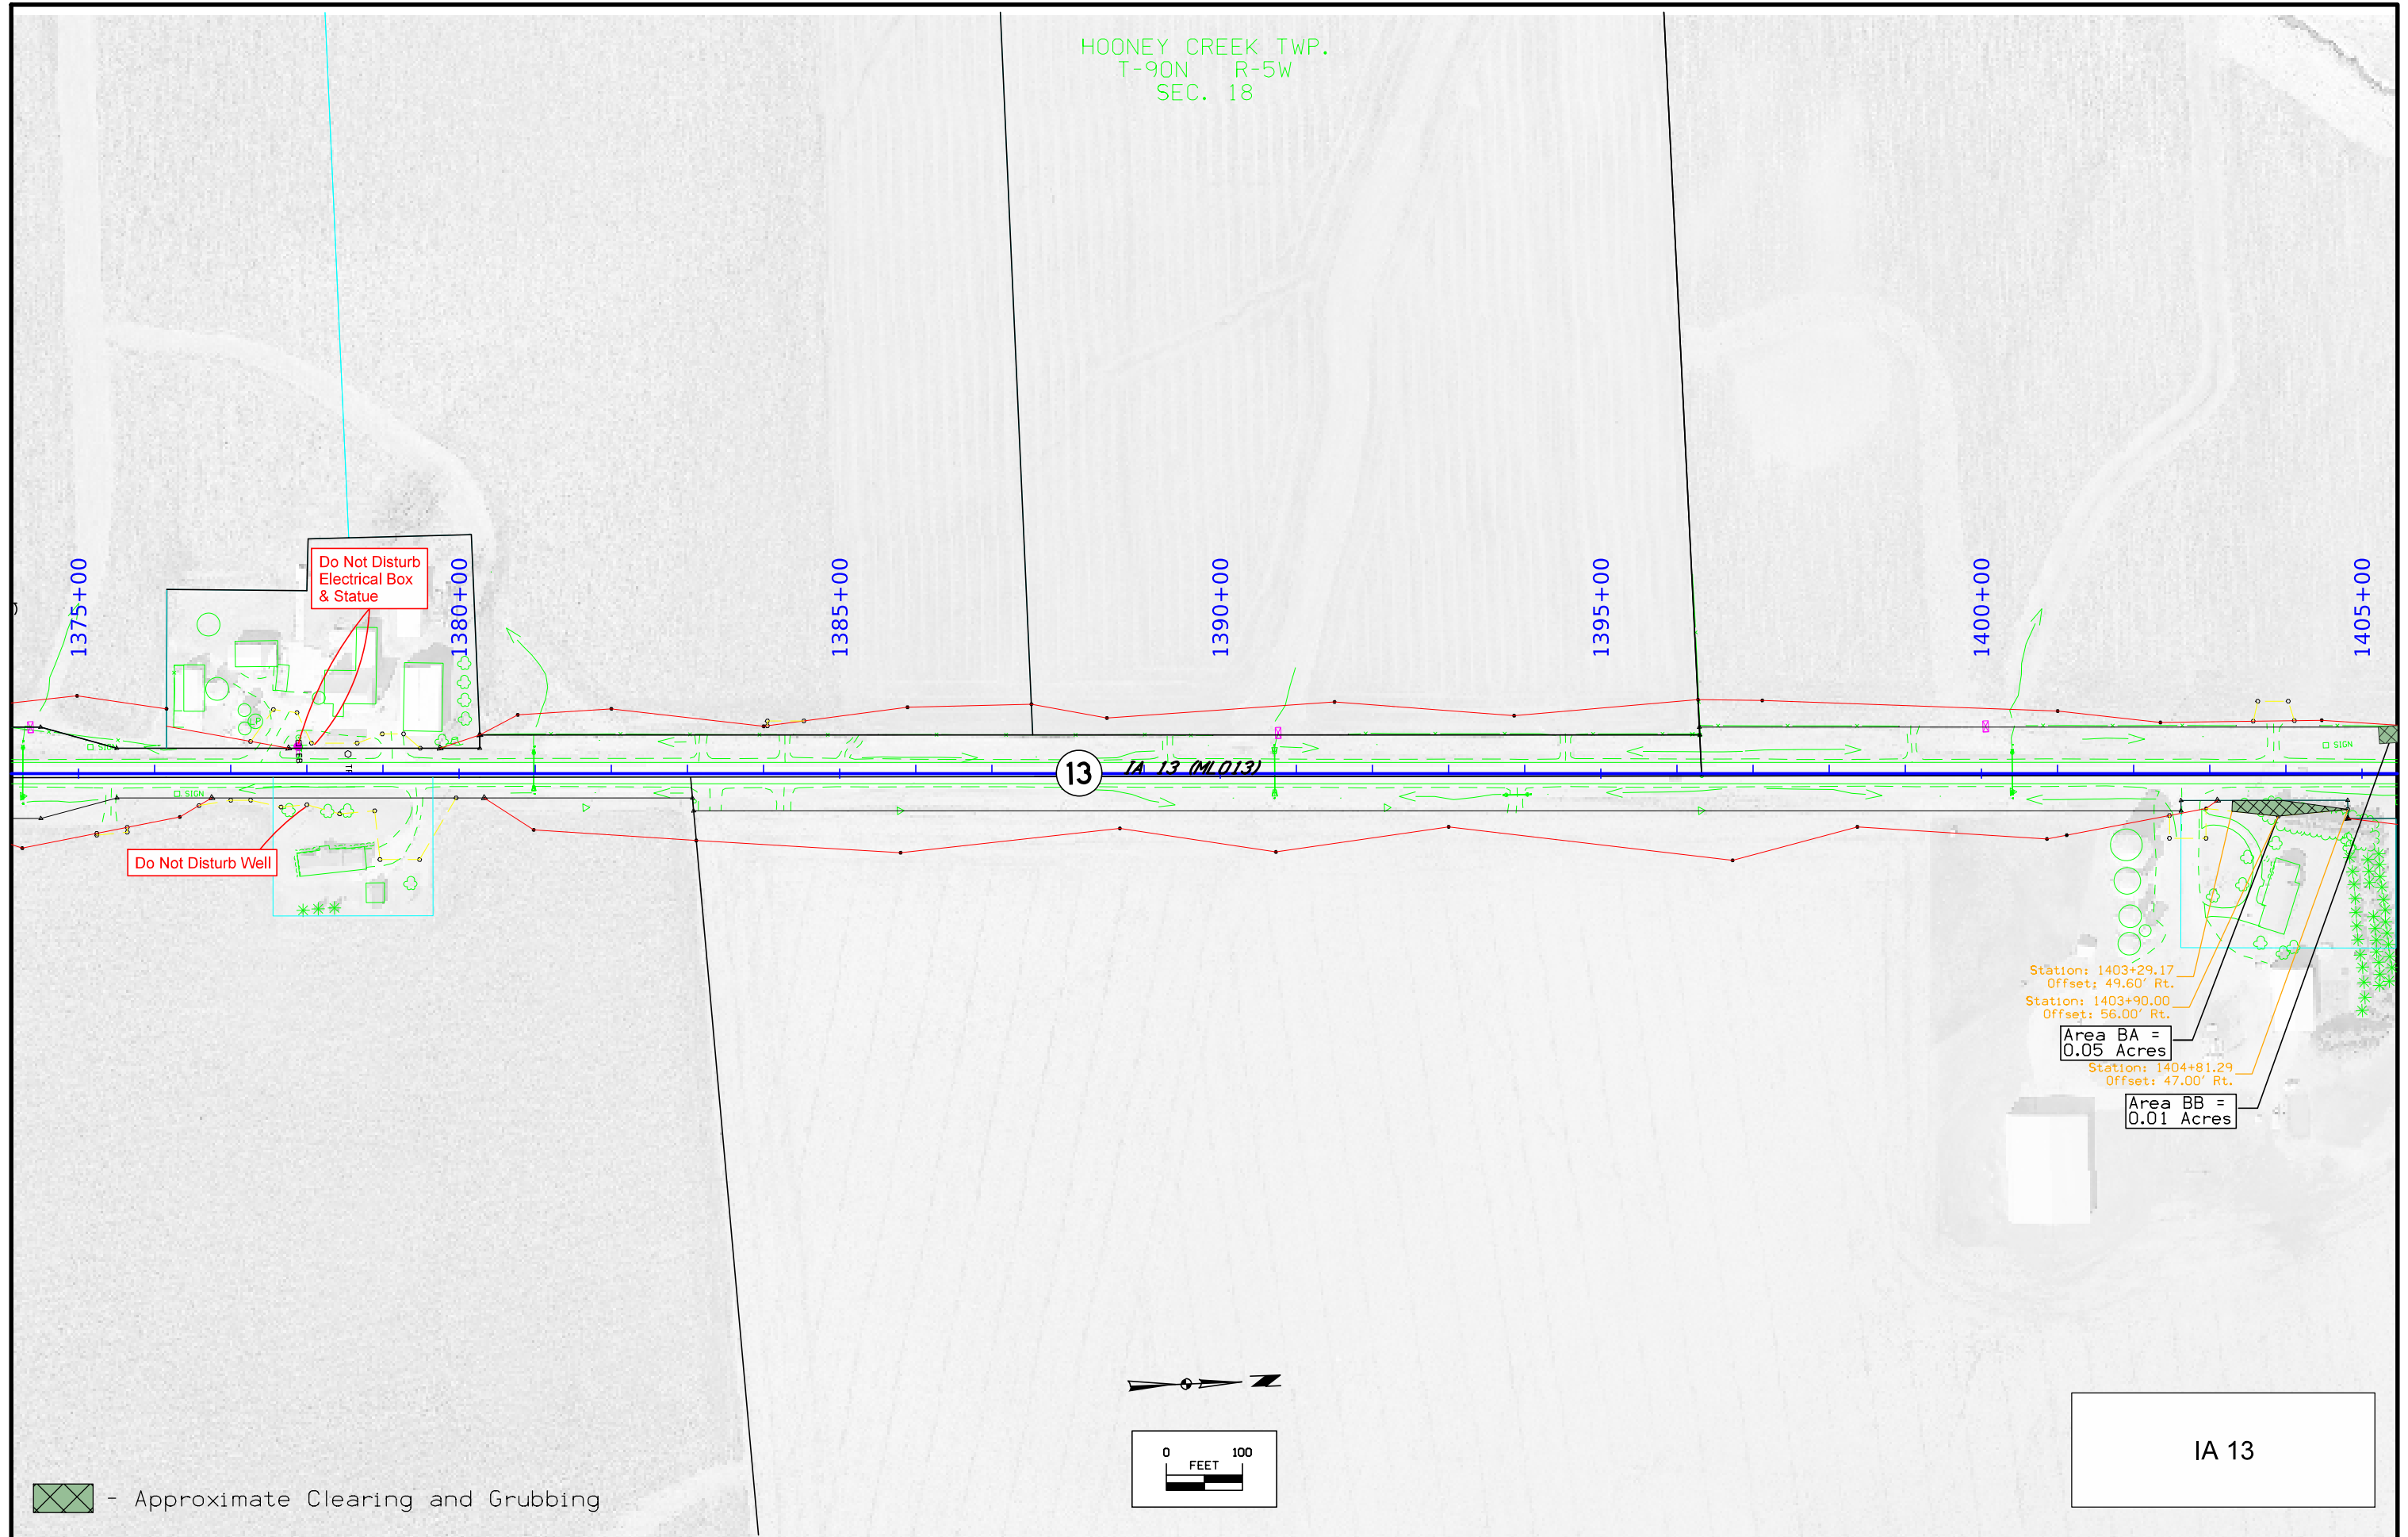 HOONEY CREEK TWP.
T-90N R-5W
SEC. 18
Do Not Disturb
Electrical Box
& Statue
1375+00
1380+00
1385+00
1390+00
1395+00
1400+00
1405+00
SIGN
LP
13
IA 13 (ML013)
SIGN
SIGN
Do Not Disturb Well
Station: 1403+29.17
Offset: 49.60' Rt.
Station: 1403+90.00
Offset: 56.00' Rt.
Area BA =
0.05 Acres
Station: 1404+81.29
Offset: 47.00' Rt.
Area BB =
0.01 Acres
N
0 100
FEET
IA 13
- Approximate Clearing and Grubbing